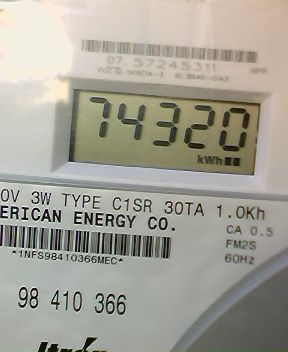 07 57245311
74320
kWh
0V 3W TYPE C1SR 30TA 1.0Kh
ERICAN ENERGY CO.
CA 0.5
FM2S
*1NFS98410366MEC*
60Hz
98 410 366
Itron